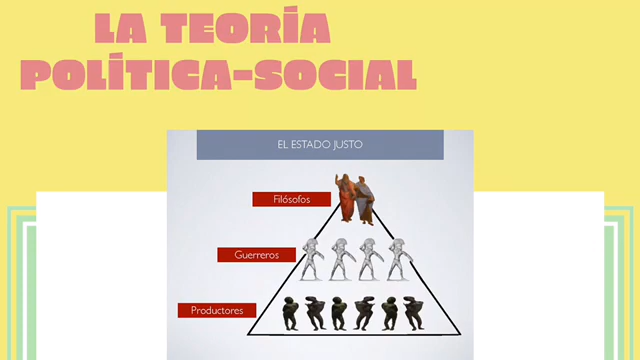 LA TEORÍA
POLÍTICA-SOCIAL
EL ESTADO JUSTO
Filósofos
Guerreros
Productores